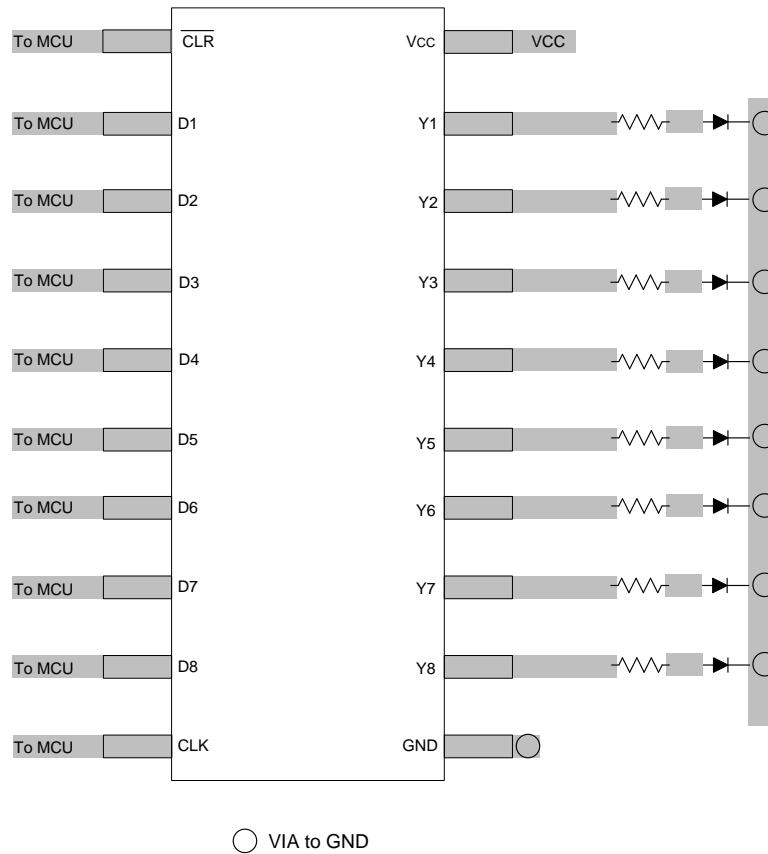 To MCU CLR Vcc VCC
To MCU D1 Y1
To MCU D2 Y2
To MCU D3 Y3
To MCU D4 Y4
To MCU D5 Y5
To MCU D6 Y6
To MCU D7 Y7
To MCU D8 Y8
To MCU CLK GND
VIA to GND